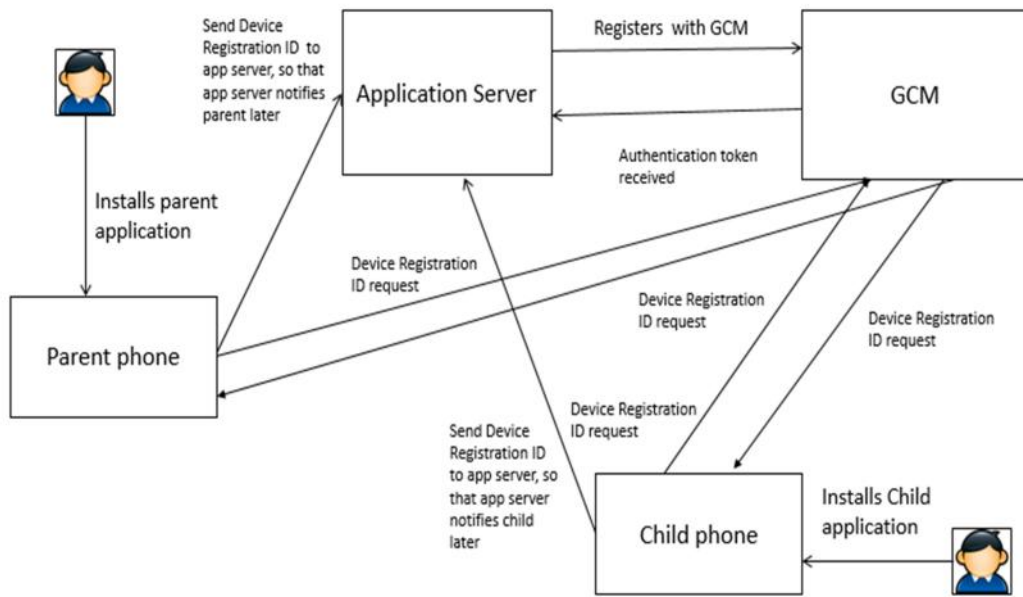 Send Device
Registration ID to
app server, so that
app server notifies
parent later
Application Server
Registers with GCM
GCM
Authentication token
received
Installs parent
application
Device Registration
ID request
Device Registration
ID request
Device Registration
ID request
Parent phone
Device Registration
ID request
Send Device
Registration ID
to app server, so
that app server
notifies child
later
Installs Child
application
Child phone